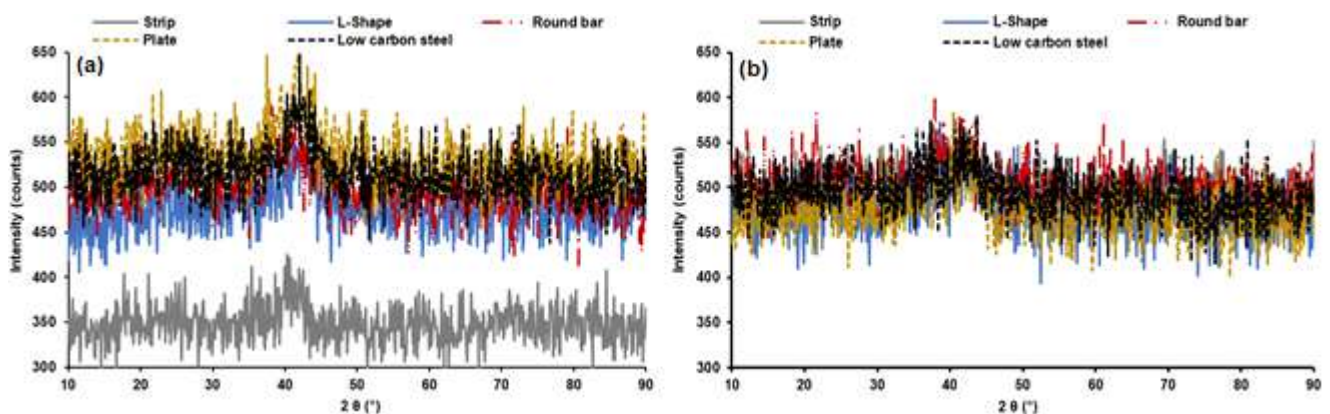 Strip L-Shape Round bar
Plate Low carbon steel
(a)
Intensity (counts)
650
600
550
500
450
400
350
300
10 20 30 40 50 60 70 80 90
2 θ (°)
Strip L-Shape Round bar
Plate Low carbon steel
(b)
Intensity (counts)
650
600
550
500
450
400
350
300
10 20 30 40 50 60 70 80 90
2 θ (°)